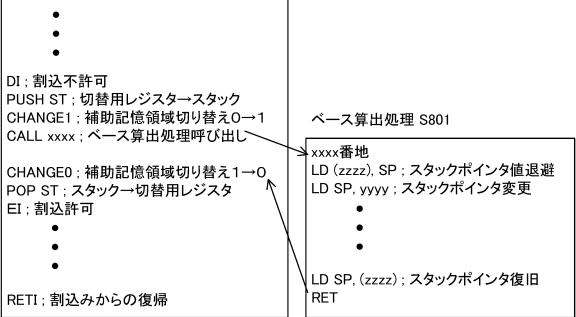 DI ; 割込不許可
PUSH ST ; 切替用レジスタ→スタック
CHANGE1 ; 補助記憶領域切り替え0→1
CALL xxxx ; ベース算出処理呼び出し
CHANGE0 ; 補助記憶領域切り替え1→0
POP ST ; スタック→切替用レジスタ
EI ; 割込許可
RETI ; 割込みからの復帰
ベース算出処理 S801
xxxx番地
LD (zzzz), SP ; スタックポインタ値退避
LD SP, yyyy ; スタックポインタ変更
LD SP, (zzzz) ; スタックポインタ復旧
RET